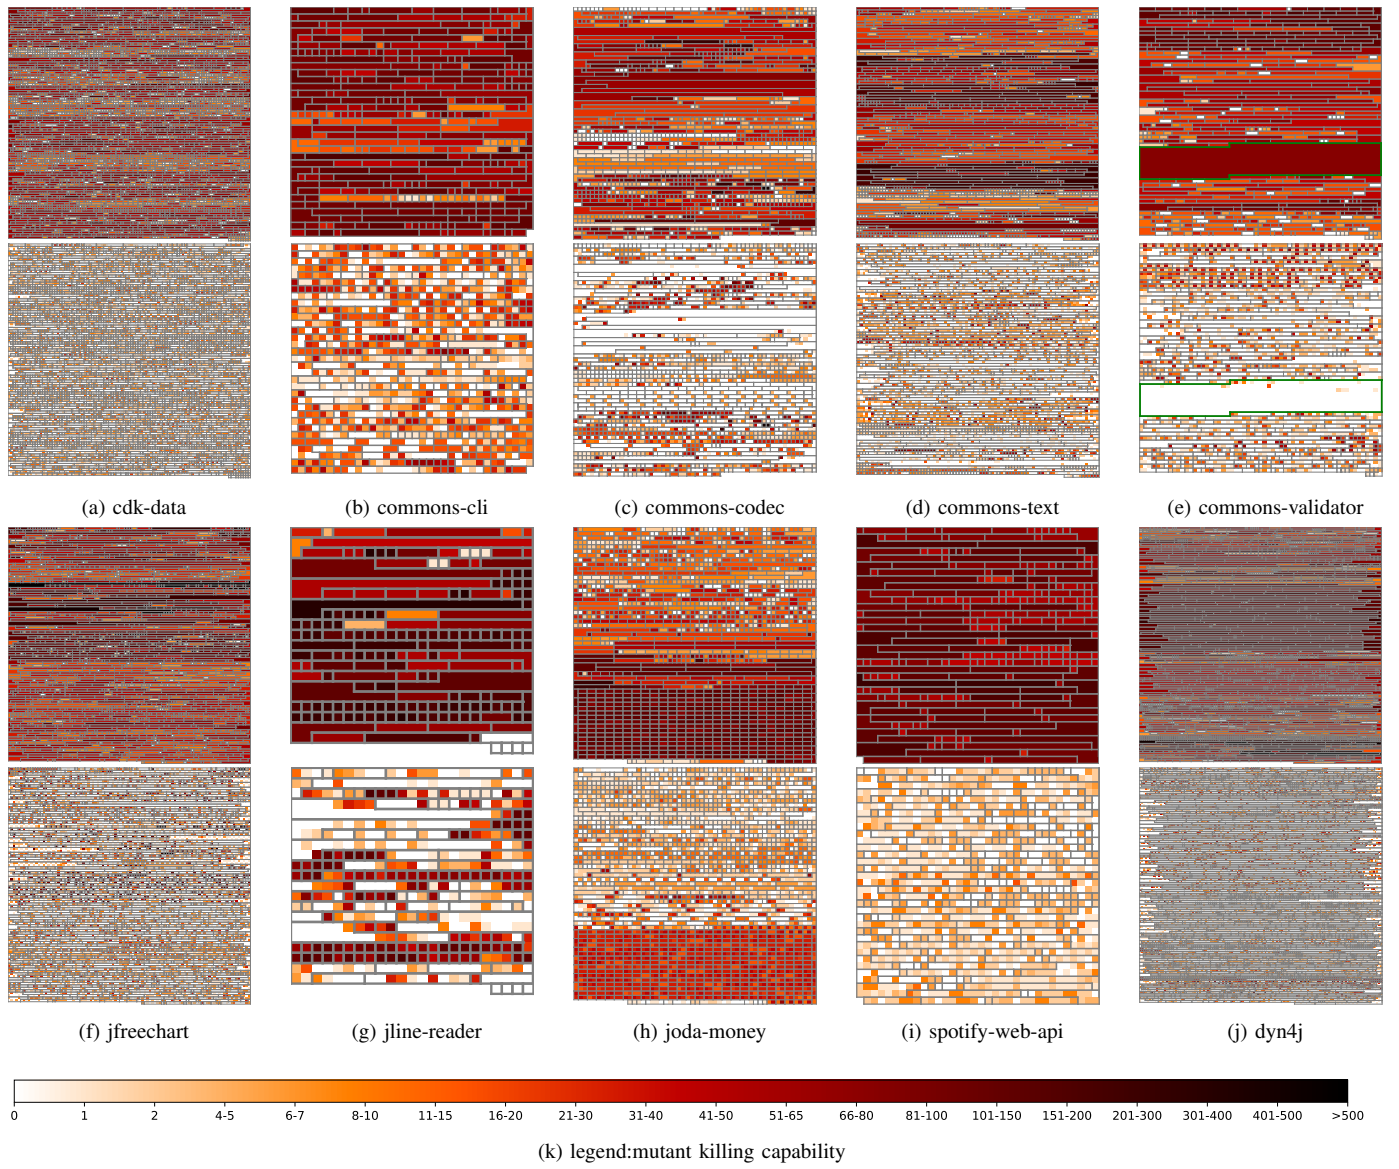 (a) cdk-data
(b) commons-cli
(c) commons-codec
(d) commons-text
(e) commons-validator
(f) jfreechart
(g) jline-reader
(h) joda-money
(i) spotify-web-api
(j) dyn4j
0 1 2 4-5 6-7 8-10 11-15 16-20 21-30 31-40 41-50 51-65 66-80 81-100 101-150 151-200 201-300 301-400 401-500 >500
(k) legend:mutant killing capability